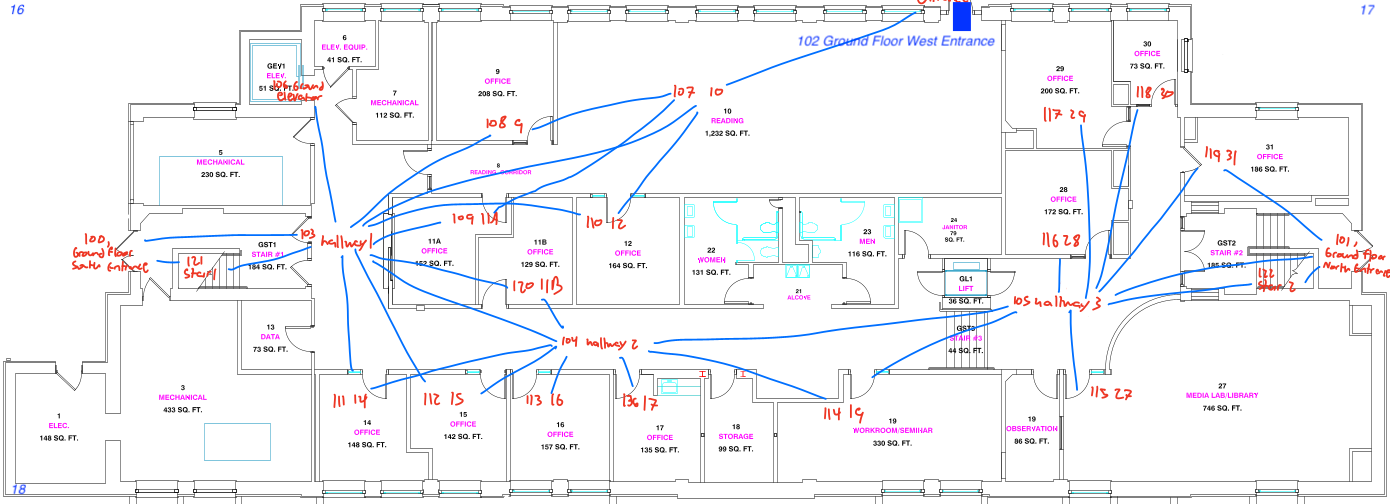 16
17
102 Ground Floor West Entrance
6
ELEV. EQUIP.
41 SQ. FT.
GEV1
ELEV.
51 SQ. FT.
106 Ground
Elevator
7
MECHANICAL
112 SQ. FT.
9
OFFICE
208 SQ. FT.
108 9
107 10
10
READING
1,232 SQ. FT.
29
OFFICE
200 SQ. FT.
117 29
30
OFFICE
73 SQ. FT.
118 30
5
MECHANICAL
230 SQ. FT.
8
READING CORRIDOR
119 31
31
OFFICE
186 SQ. FT.
28
OFFICE
172 SQ. FT.
116 28
100,
Ground Floor
South Entrance
121
Stair 1
GST1
STAIR #1
184 SQ. FT.
103 hallway 1
109 11A
11A
OFFICE
152 SQ. FT.
11B
OFFICE
129 SQ. FT.
120 11B
110 12
12
OFFICE
164 SQ. FT.
22
WOMEN
131 SQ. FT.
23
MEN
116 SQ. FT.
21
ALCOVE
24
JANITOR
79
SQ. FT.
GL1
LIFT
36 SQ. FT.
GST3
STAIR #3
44 SQ. FT.
105 hallway 3
GST2
STAIR #2
185 SQ. FT.
122
Stair 2
101,
Ground Floor
North Entrance
13
DATA
73 SQ. FT.
104 hallway 2
1
ELEC.
148 SQ. FT.
3
MECHANICAL
433 SQ. FT.
111 14
14
OFFICE
148 SQ. FT.
112 15
15
OFFICE
142 SQ. FT.
113 16
16
OFFICE
157 SQ. FT.
136 17
17
OFFICE
135 SQ. FT.
18
STORAGE
99 SQ. FT.
114 19
19
WORKROOM/SEMINAR
330 SQ. FT.
19
OBSERVATION
86 SQ. FT.
115 27
27
MEDIA LAB/LIBRARY
746 SQ. FT.
18